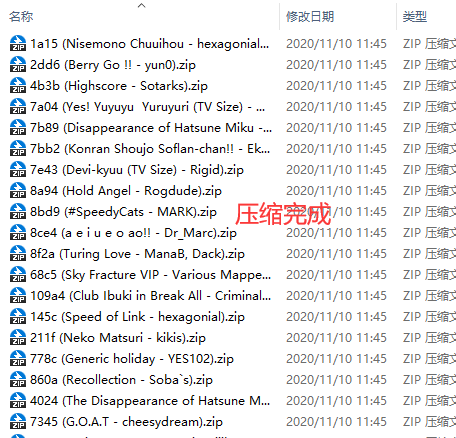 名称 修改日期 类型
1a15 (Nisemono Chuuihou - hexagonial... 2020/11/10 11:45 ZIP 压缩文
2dd6 (Berry Go !! - yun0).zip 2020/11/10 11:45 ZIP 压缩文
4b3b (Highscore - Sotarks).zip 2020/11/10 11:45 ZIP 压缩文
7a04 (Yes! Yuyuyu  Yuruyuri (TV Size) - ... 2020/11/10 11:45 ZIP 压缩文
7b89 (Disappearance of Hatsune Miku -... 2020/11/10 11:45 ZIP 压缩文
7bb2 (Konran Shoujo Soflan-chan!! - Ek... 2020/11/10 11:45 ZIP 压缩文
7e43 (Devi-kyuu (TV Size) - Rigid).zip 2020/11/10 11:45 ZIP 压缩文
8a94 (Hold Angel - Rogdude).zip 2020/11/10 11:45 ZIP 压缩文
8bd9 (#SpeedyCats - MARK).zip 压缩完成 2020/11/10 11:45 ZIP 压缩文
8ce4 (a e i u e o ao!! - Dr_Marc).zip 2020/11/10 11:45 ZIP 压缩文
8f2a (Turing Love - ManaB, Dack).zip 2020/11/10 11:45 ZIP 压缩文
68c5 (Sky Fracture VIP - Various Mappe... 2020/11/10 11:45 ZIP 压缩文
109a4 (Club Ibuki in Break All - Criminal... 2020/11/10 11:45 ZIP 压缩文
145c (Speed of Link - hexagonial).zip 2020/11/10 11:45 ZIP 压缩文
211f (Neko Matsuri - kikis).zip 2020/11/10 11:45 ZIP 压缩文
778c (Generic holiday - YES102).zip 2020/11/10 11:45 ZIP 压缩文
860a (Recollection - Soba`s).zip 2020/11/10 11:45 ZIP 压缩文
4024 (The Disappearance of Hatsune M... 2020/11/10 11:45 ZIP 压缩文
7345 (G.O.A.T - cheesydream).zip 2020/11/10 11:45 ZIP 压缩文